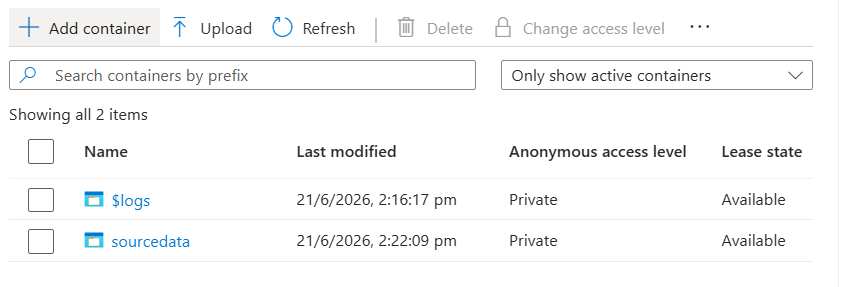 Add container Upload Refresh Delete Change access level ...
Search containers by prefix Only show active containers
Showing all 2 items
Name Last modified Anonymous access level Lease state
$logs 21/6/2026, 2:16:17 pm Private Available
sourcedata 21/6/2026, 2:22:09 pm Private Available